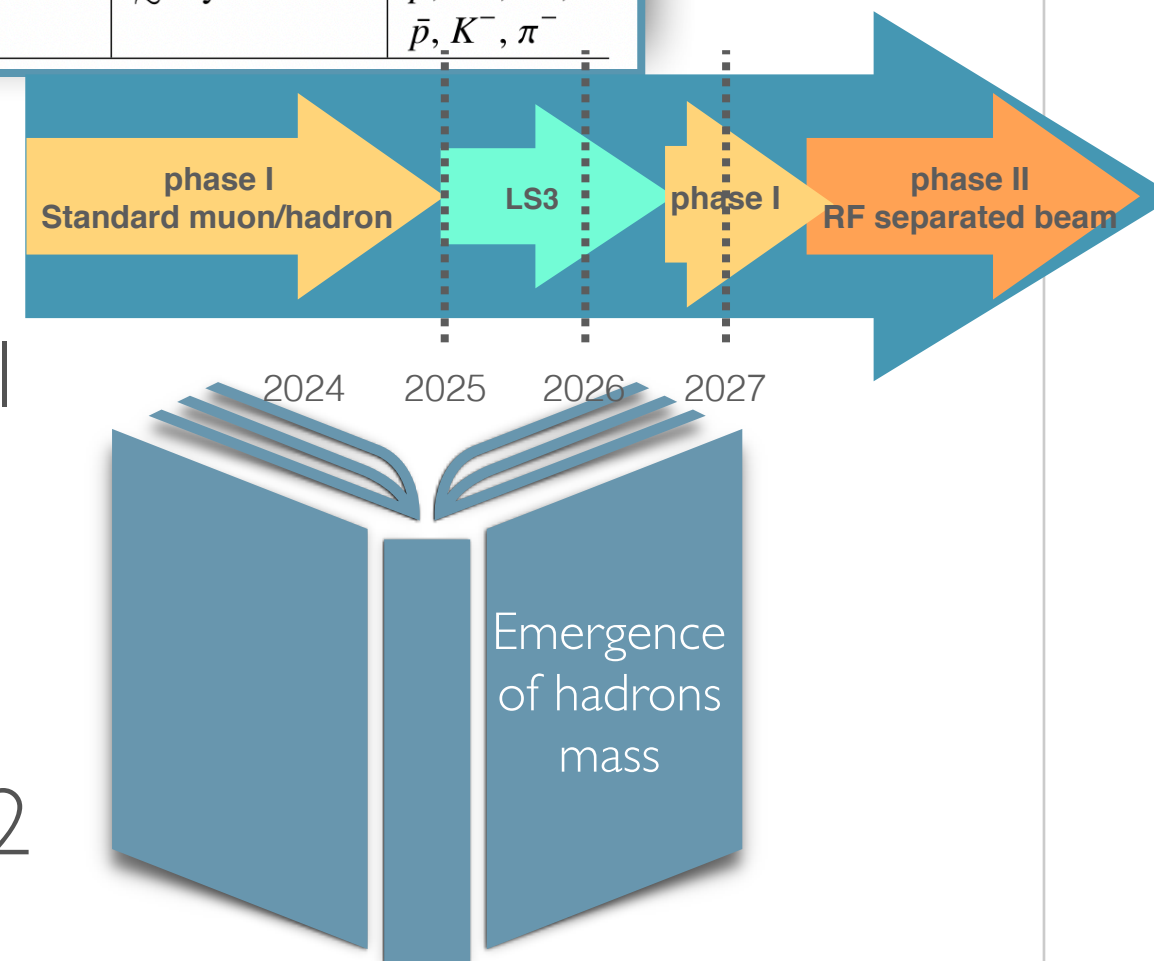 p̄, K⁻, π⁻
phase I
Standard muon/hadron
LS3
phase I
phase II
RF separated beam
2024 2025 2026 2027
Emergence
of hadrons
mass
2